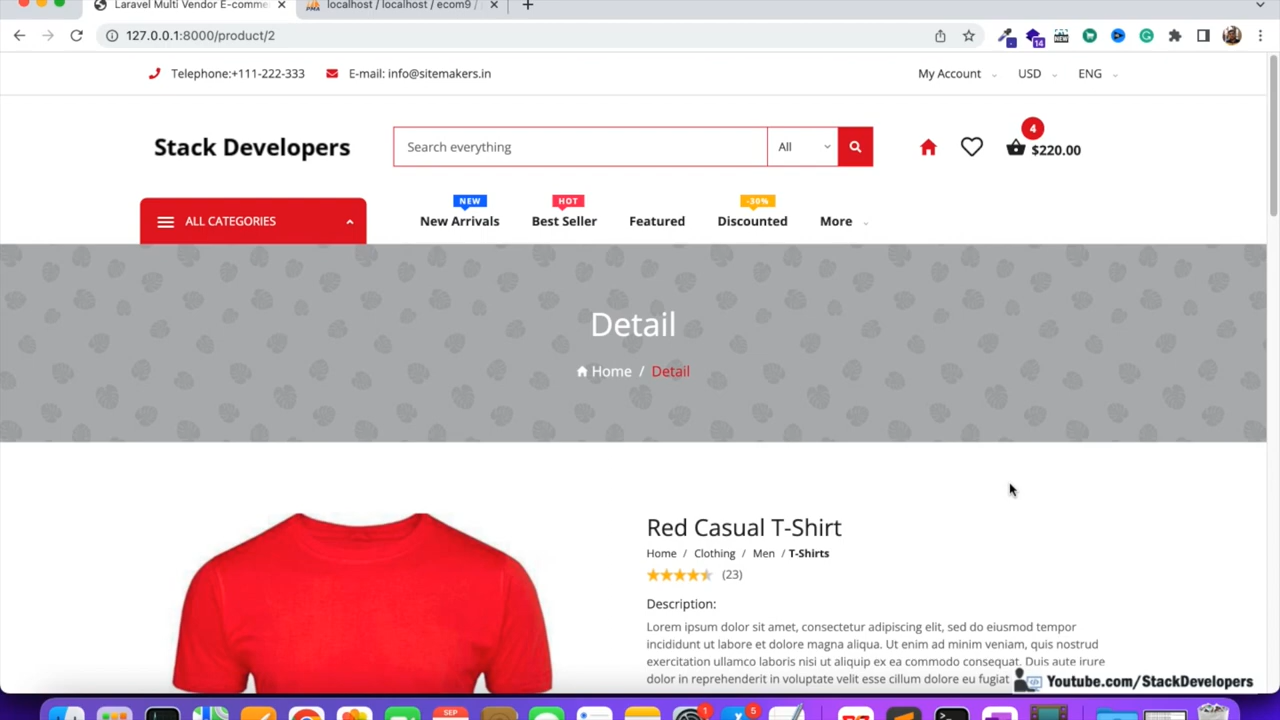 Laravel Multi Vendor E-comme
localhost / localhost / ecom9 /
127.0.0.1:8000/product/2
14
NEW
Telephone:+111-222-333
E-mail: info@sitemakers.in
My Account
USD
ENG
Stack Developers
Search everything
All
4
$220.00
ALL CATEGORIES
NEW
New Arrivals
HOT
Best Seller
Featured
-30%
Discounted
More
Detail
Home / Detail
Red Casual T-Shirt
Home / Clothing / Men / T-Shirts
(23)
Description:
Lorem ipsum dolor sit amet, consectetur adipiscing elit, sed do eiusmod tempor
incididunt ut labore et dolore magna aliqua. Ut enim ad minim veniam, quis nostrud
exercitation ullamco laboris nisi ut aliquip ex ea commodo consequat. Duis aute irure
dolor in reprehenderit in voluptate velit esse cillum dolore eu fugiat
Youtube.com/StackDevelopers
SEP
1
5